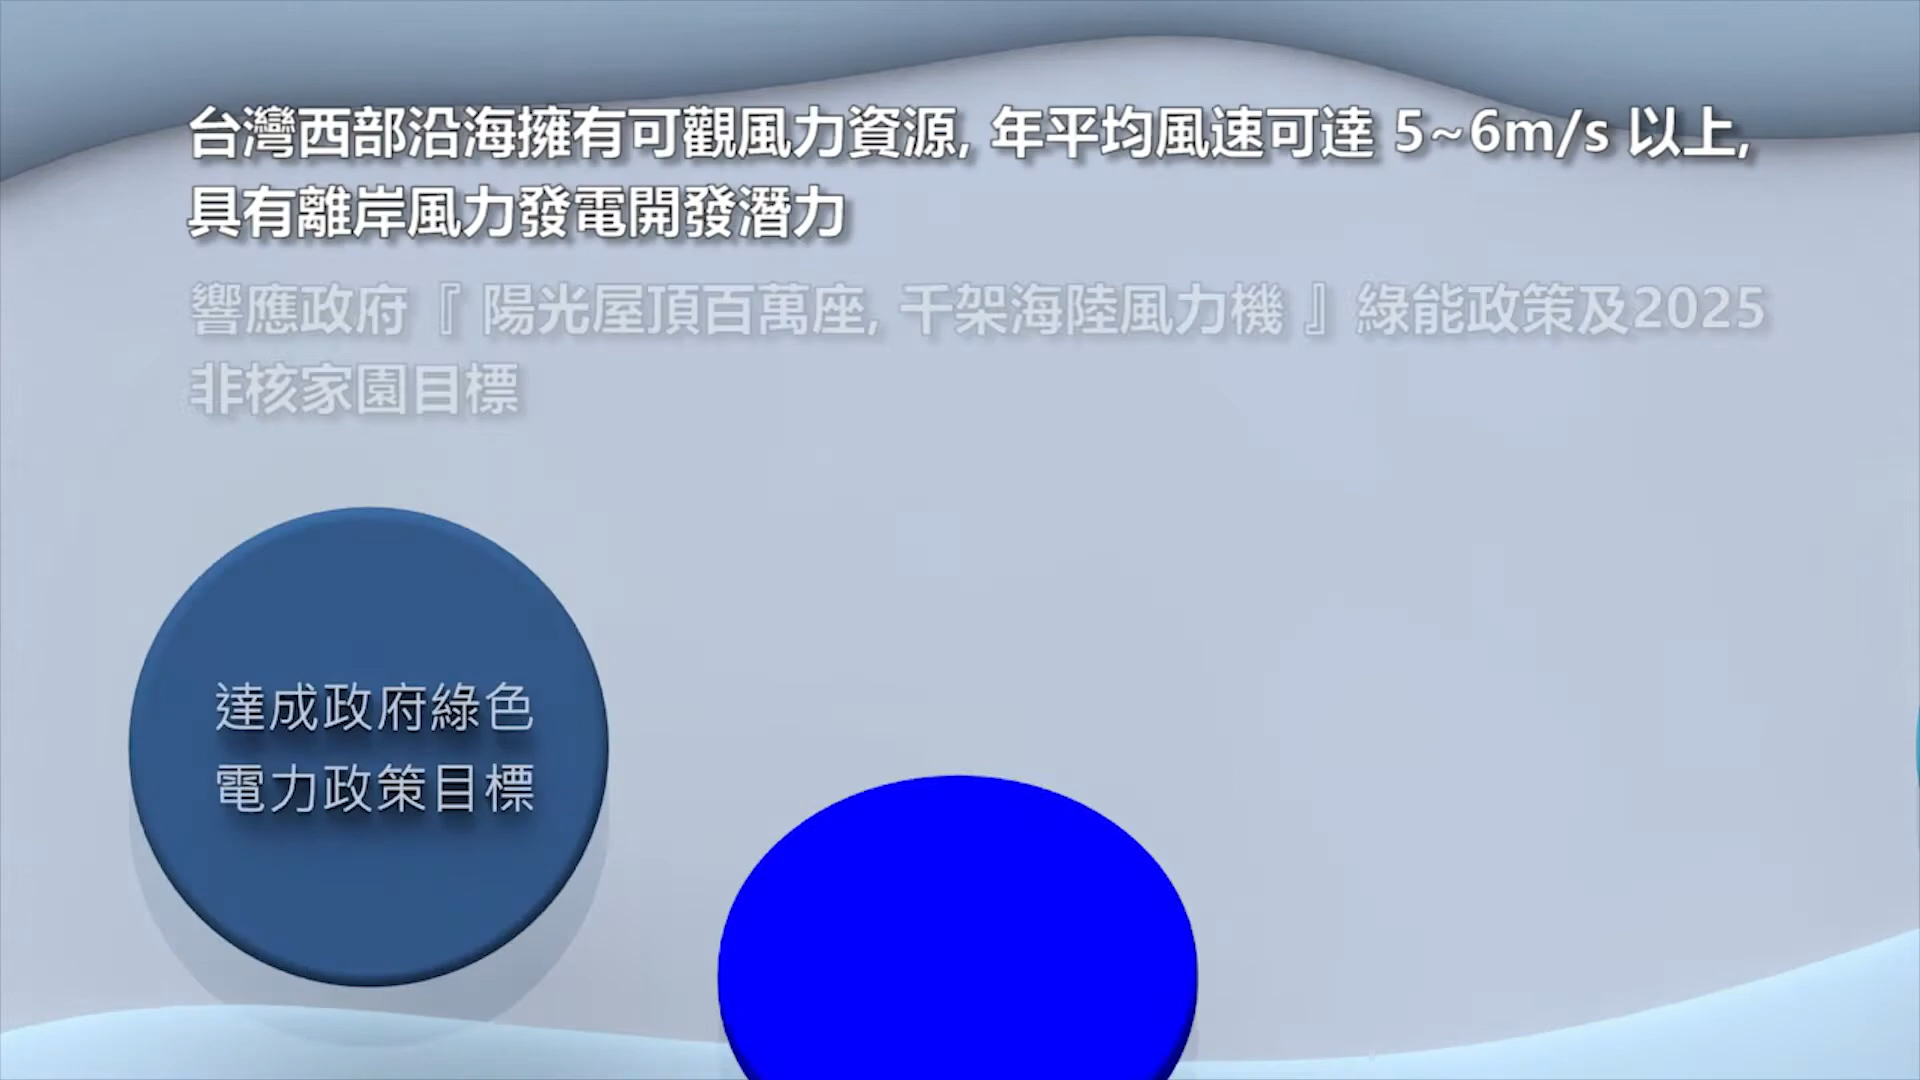 台灣西部沿海擁有可觀風力資源, 年平均風速可達 5~6m/s 以上,
具有離岸風力發電開發潛力
響應政府『 陽光屋頂百萬座, 千架海陸風力機 』綠能政策及2025
非核家園目標
達成政府綠色
電力政策目標